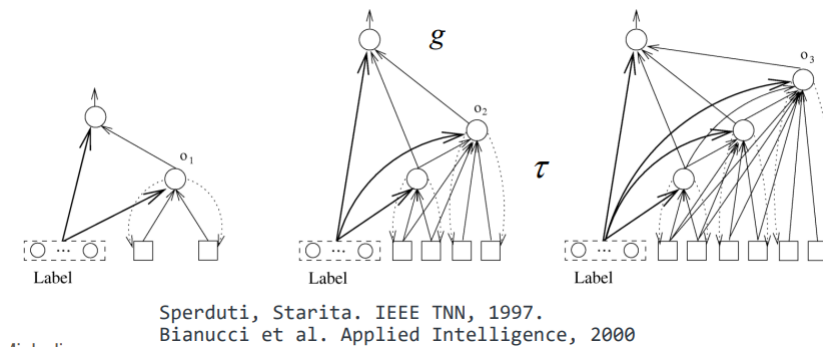 g
o₃
o₂
o₁
τ
...
...
...
Label
Label
Label
Sperduti, Starita. IEEE TNN, 1997.
Bianucci et al. Applied Intelligence, 2000